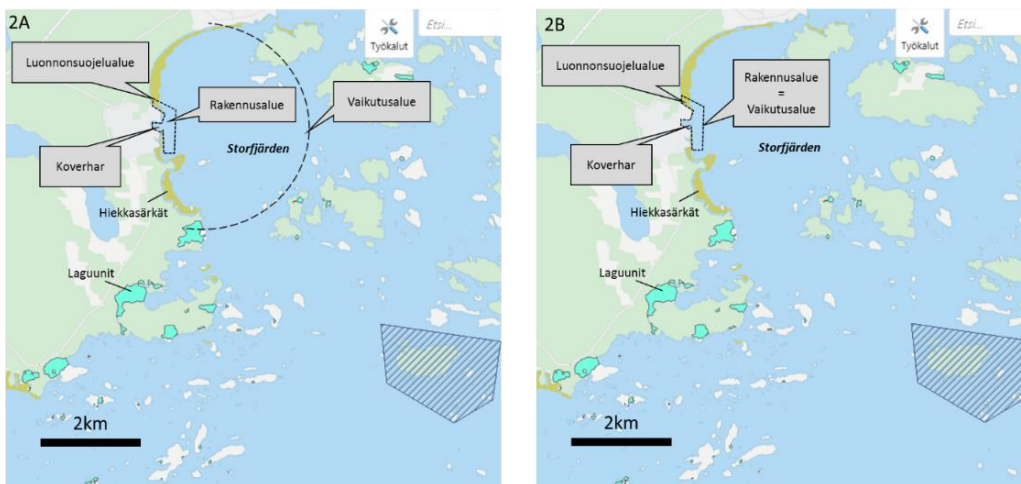 2A
Etsi...
Työkalut
Luonnonsuojelualue
Rakennusalue
Vaikutusalue
Koverhar
Storfjärden
Hiekkasärkät
Laguunit
2km
2B
Etsi...
Työkalut
Luonnonsuojelualue
Rakennusalue
=
Vaikutusalue
Koverhar
Storfjärden
Hiekkasärkät
Laguunit
2km